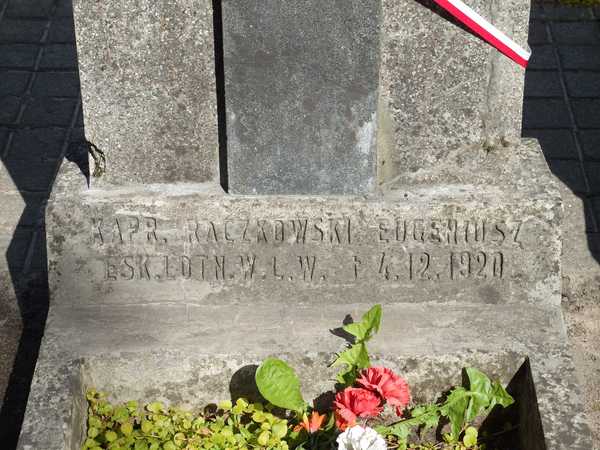 KAPR. RACZKOWSKI EUGENIUSZ
ESK. LOTN. W. L. W. † 4. 12. 1920